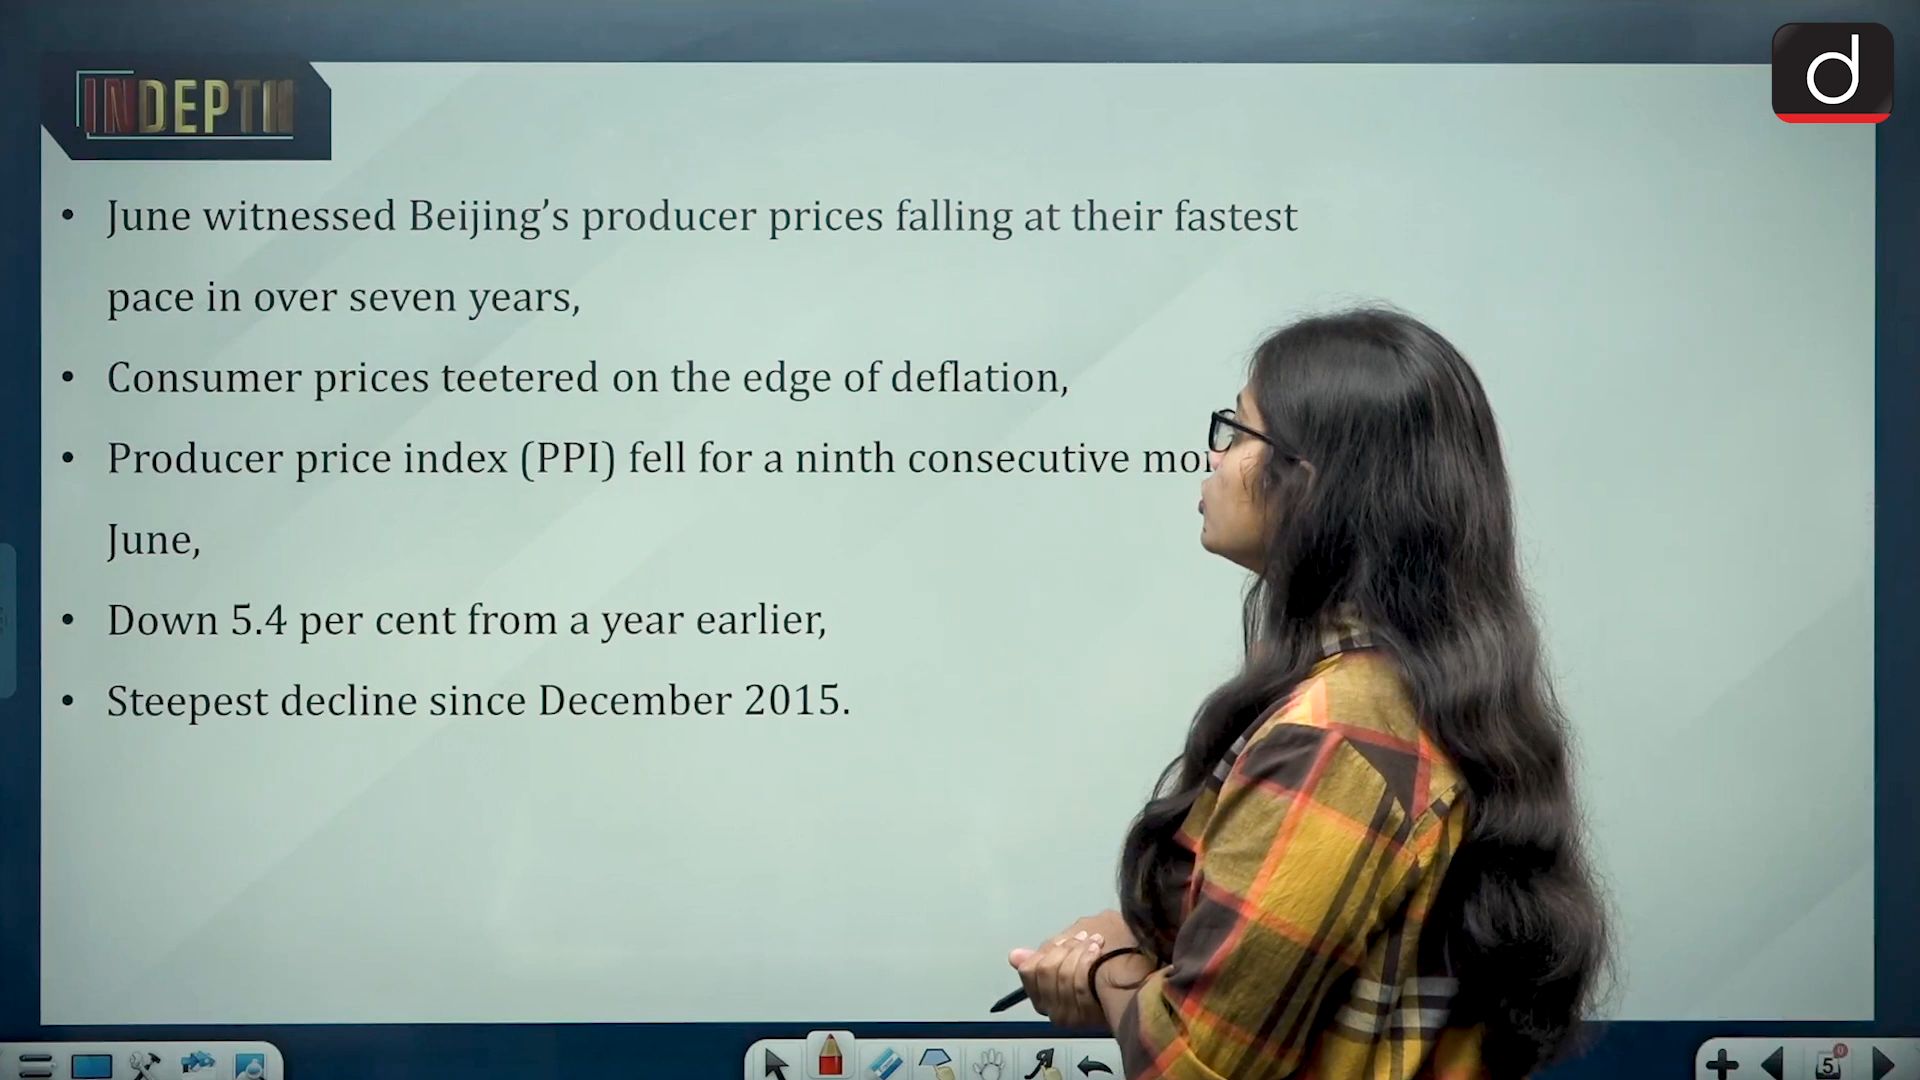 INDEPTH
d
• June witnessed Beijing’s producer prices falling at their fastest
pace in over seven years,
• Consumer prices teetered on the edge of deflation,
• Producer price index (PPI) fell for a ninth consecutive
June,
• Down 5.4 per cent from a year earlier,
• Steepest decline since December 2015.
5